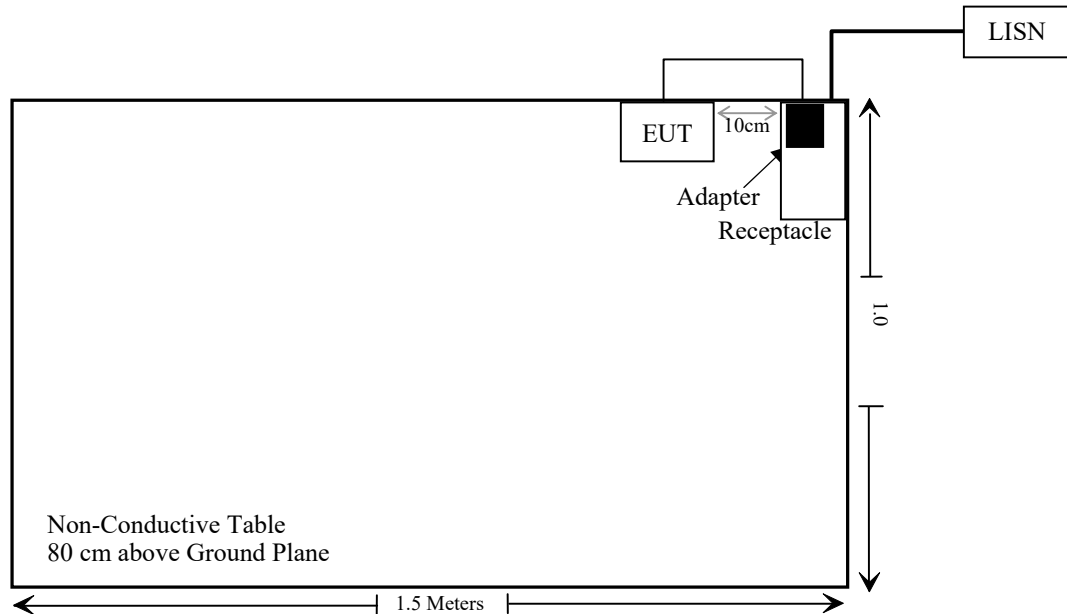 LISN
EUT
10cm
Adapter
Receptacle
1.0
Non-Conductive Table
80 cm above Ground Plane
1.5 Meters